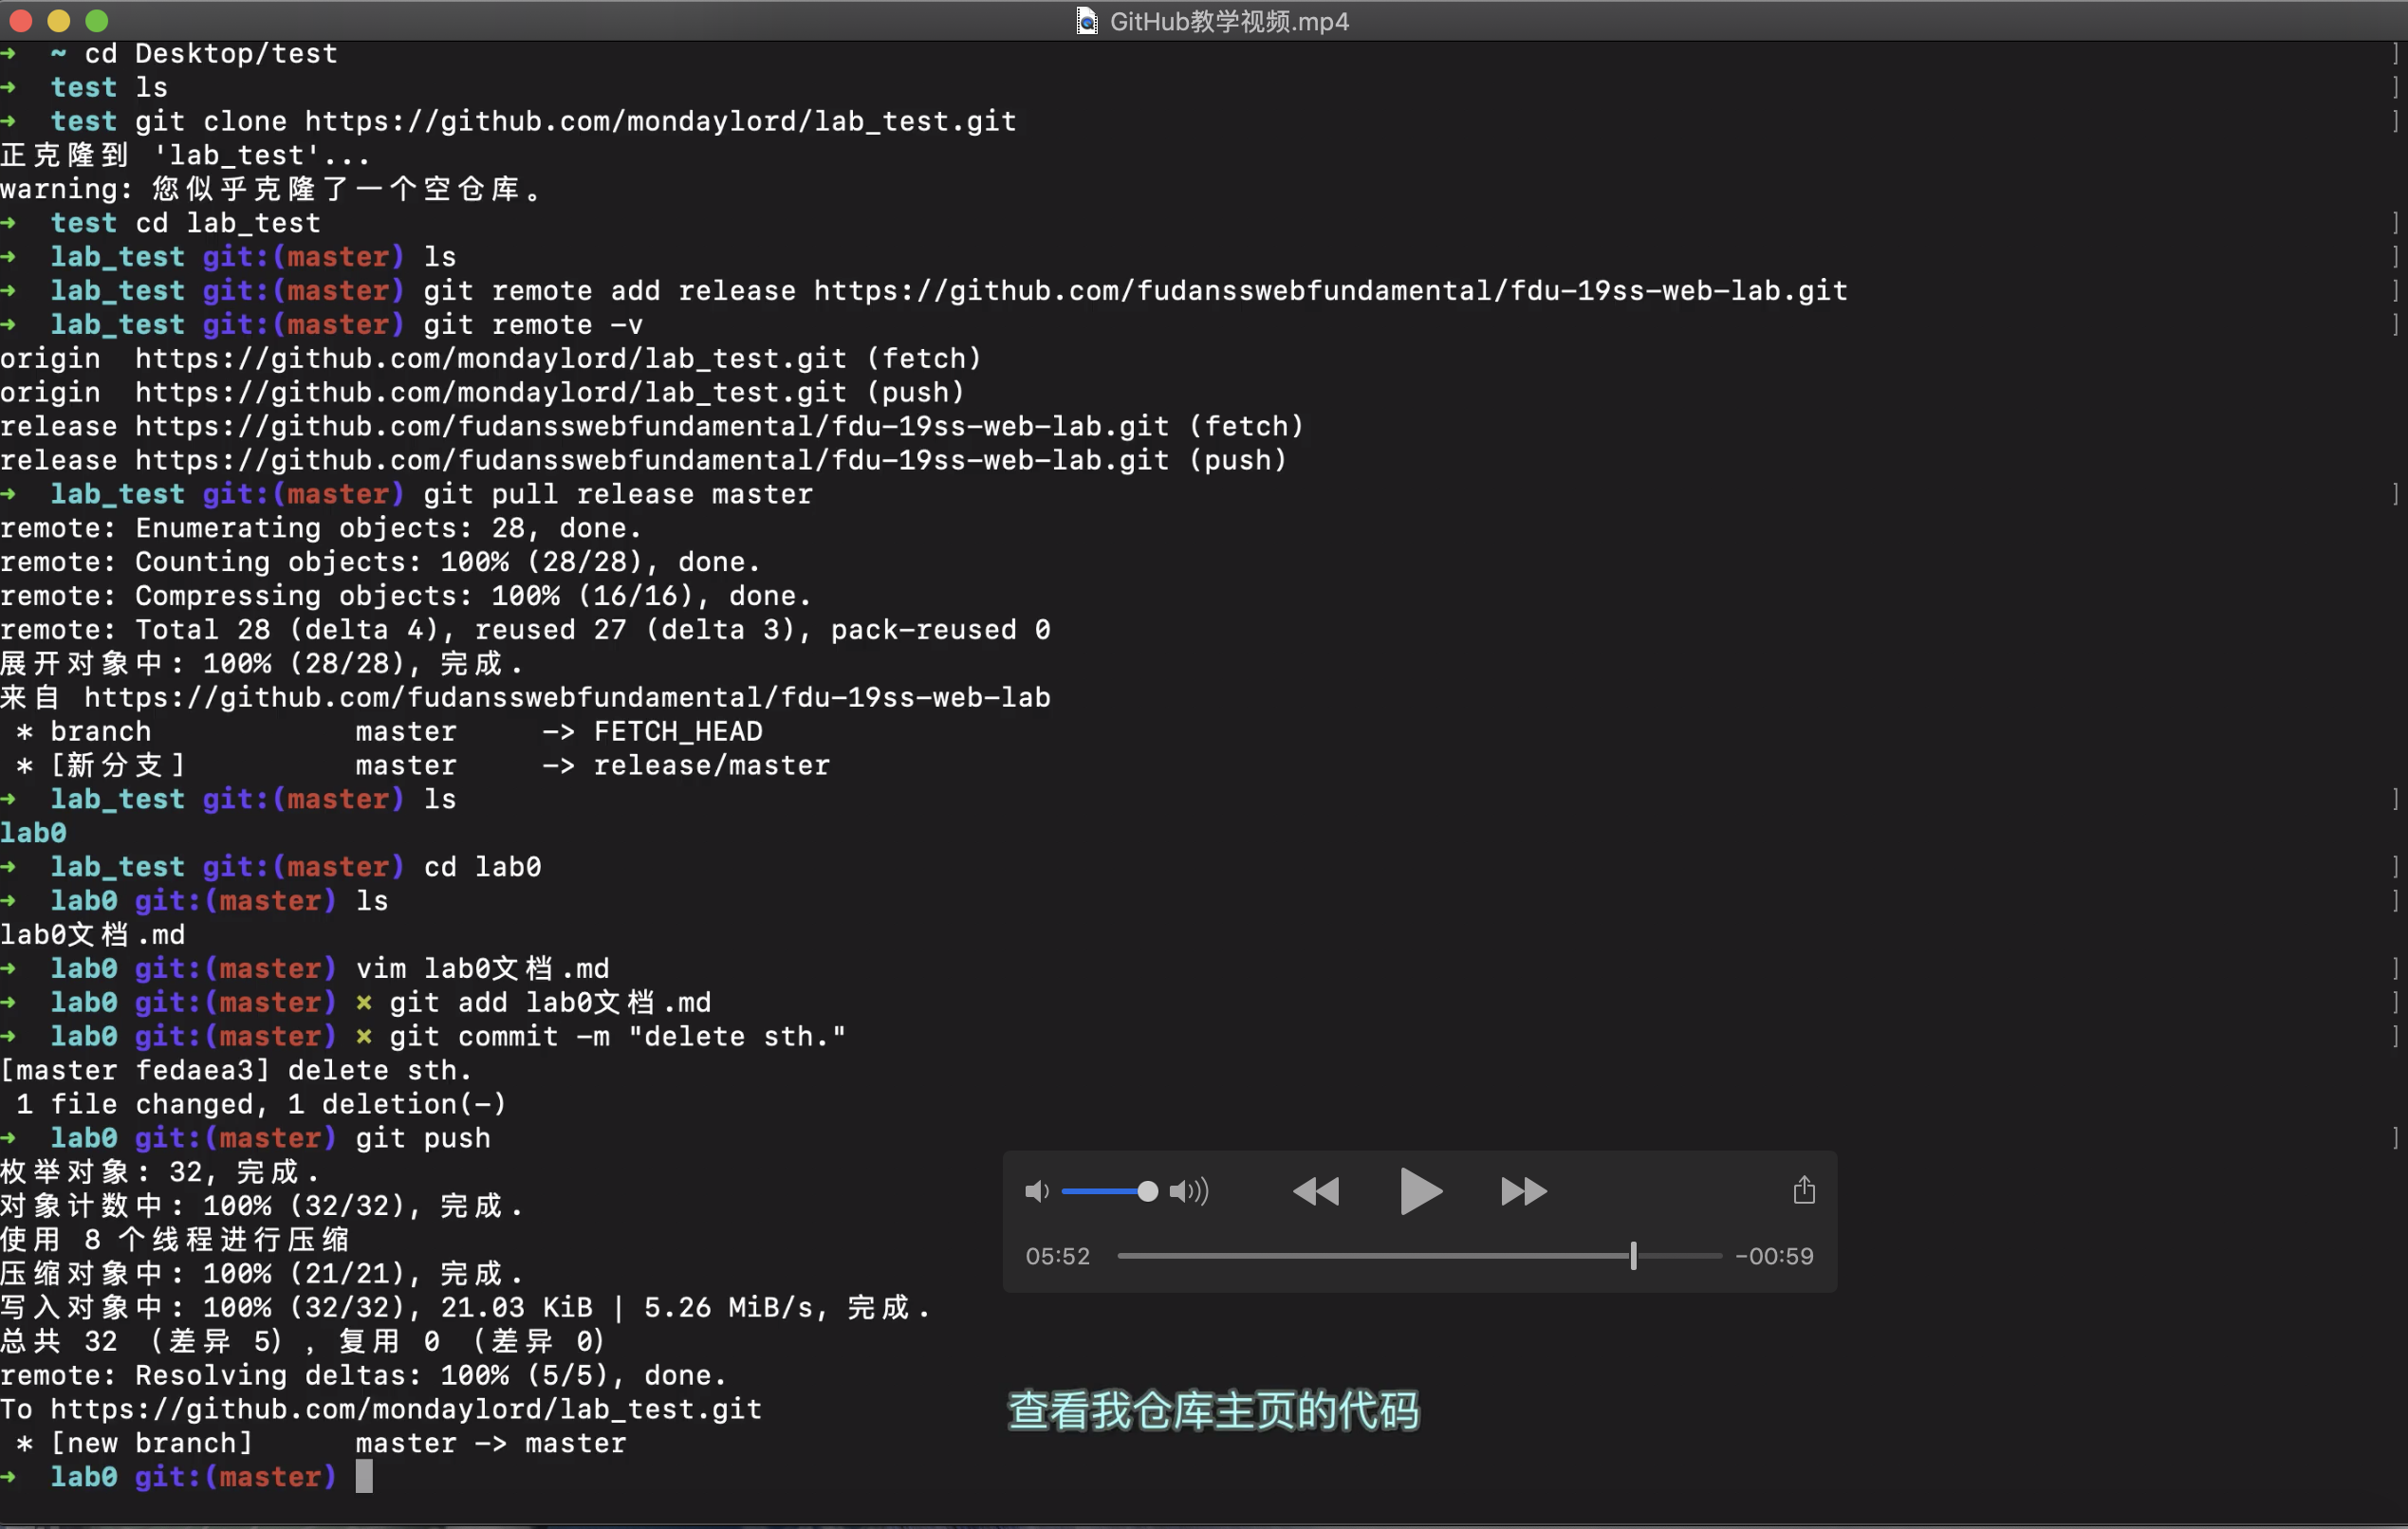 GitHub教学视频.mp4
➜  ~ cd Desktop/test
➜  test ls
➜  test git clone https://github.com/mondaylord/lab_test.git
正克隆到 'lab_test'...
warning: 您似乎克隆了一个空仓库。
➜  test cd lab_test
➜  lab_test git:(master) ls
➜  lab_test git:(master) git remote add release https://github.com/fudansswebfundamental/fdu-19ss-web-lab.git
➜  lab_test git:(master) git remote -v
origin  https://github.com/mondaylord/lab_test.git (fetch)
origin  https://github.com/mondaylord/lab_test.git (push)
release https://github.com/fudansswebfundamental/fdu-19ss-web-lab.git (fetch)
release https://github.com/fudansswebfundamental/fdu-19ss-web-lab.git (push)
➜  lab_test git:(master) git pull release master
remote: Enumerating objects: 28, done.
remote: Counting objects: 100% (28/28), done.
remote: Compressing objects: 100% (16/16), done.
remote: Total 28 (delta 4), reused 27 (delta 3), pack-reused 0
展开对象中: 100% (28/28), 完成.
来自 https://github.com/fudansswebfundamental/fdu-19ss-web-lab
 * branch            master     -> FETCH_HEAD
 * [新分支]          master     -> release/master
➜  lab_test git:(master) ls
lab0
➜  lab_test git:(master) cd lab0
➜  lab0 git:(master) ls
lab0文档.md
➜  lab0 git:(master) vim lab0文档.md
➜  lab0 git:(master) ✗ git add lab0文档.md
➜  lab0 git:(master) ✗ git commit -m "delete sth."
[master fedaea3] delete sth.
 1 file changed, 1 deletion(-)
➜  lab0 git:(master) git push
枚举对象: 32, 完成.
对象计数中: 100% (32/32), 完成.
使用 8 个线程进行压缩
压缩对象中: 100% (21/21), 完成.
写入对象中: 100% (32/32), 21.03 KiB | 5.26 MiB/s, 完成.
总共 32 （差异 5），复用 0 （差异 0）
remote: Resolving deltas: 100% (5/5), done.
To https://github.com/mondaylord/lab_test.git
 * [new branch]      master -> master
➜  lab0 git:(master)
05:52
-00:59
查看我仓库主页的代码